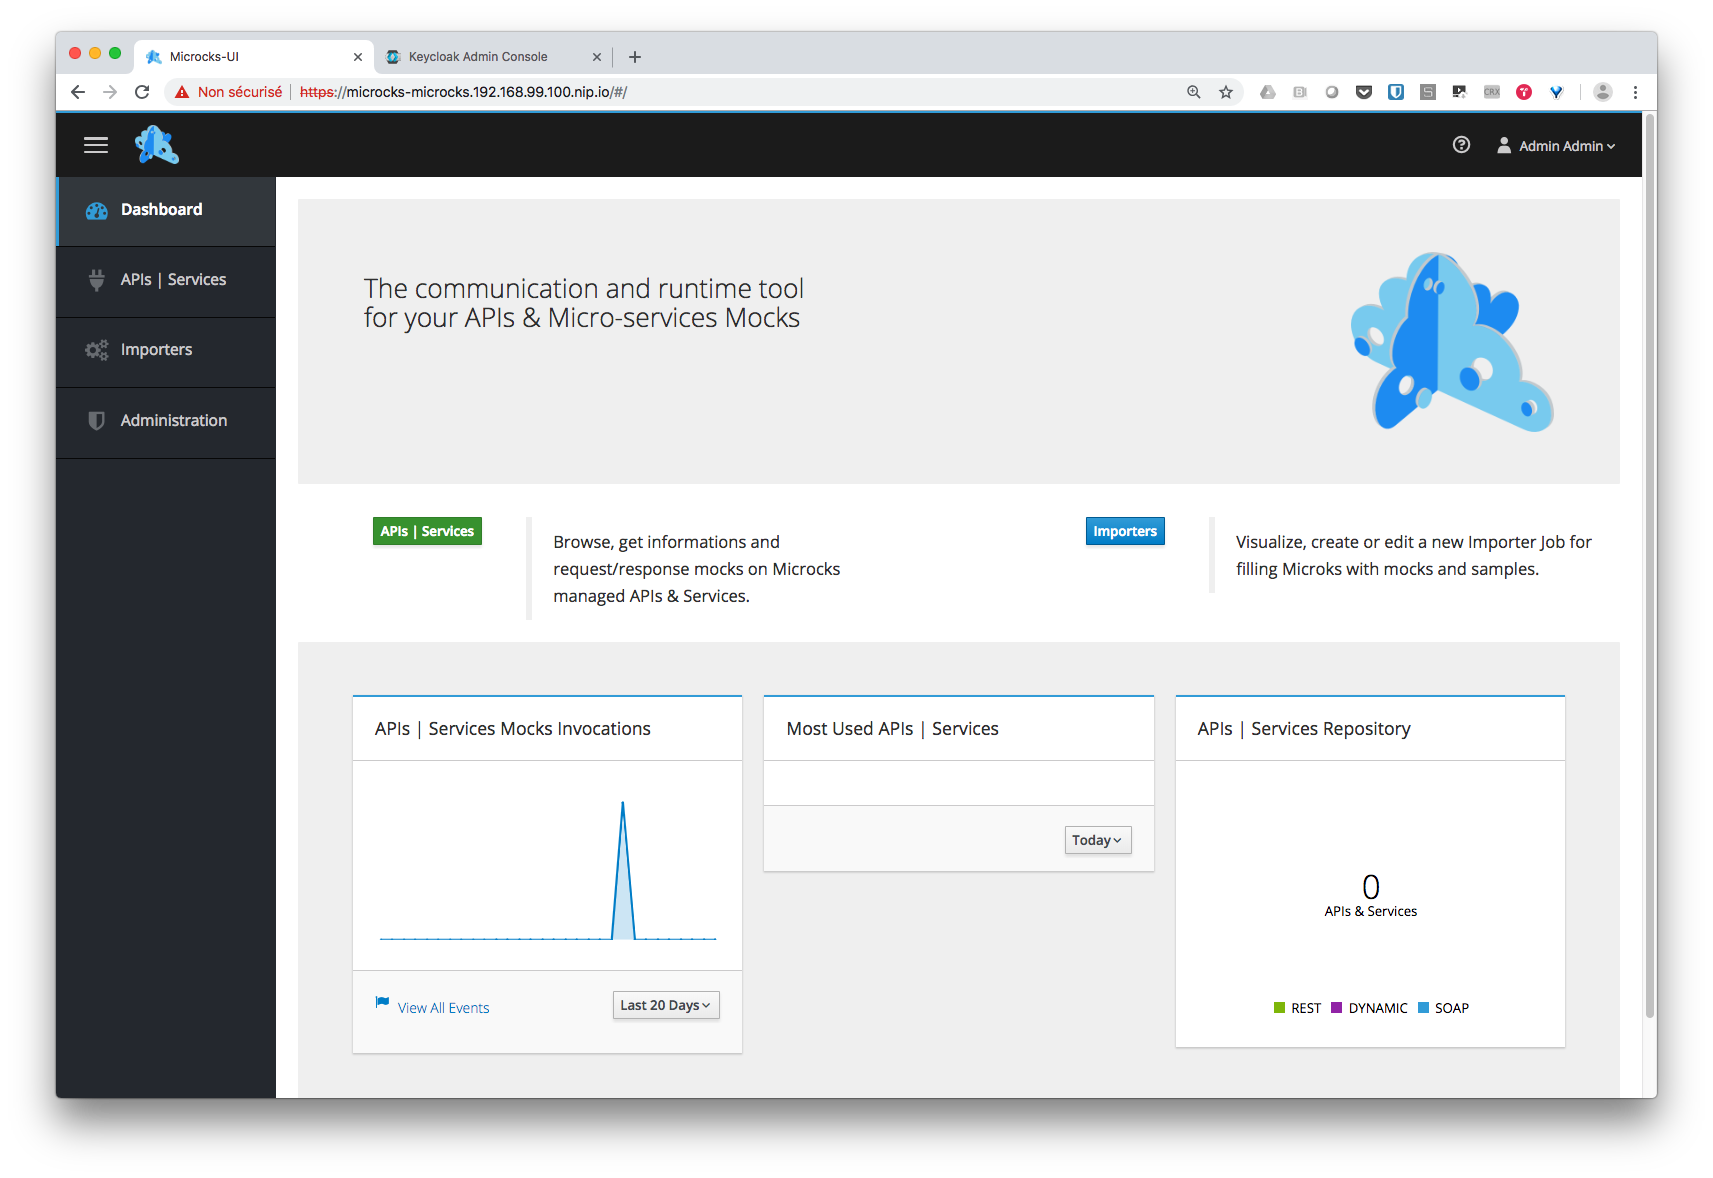 Microcks-UI
Keycloak Admin Console
Non sécurisé
https://microcks-microcks.192.168.99.100.nip.io/#/
CRX
Admin Admin
Dashboard
APIs | Services
Importers
Administration
The communication and runtime tool
for your APIs & Micro-services Mocks
APIs | Services
Browse, get informations and
request/response mocks on Microcks
managed APIs & Services.
Importers
Visualize, create or edit a new Importer Job for
filling Microks with mocks and samples.
APIs | Services Mocks Invocations
View All Events
Last 20 Days
Most Used APIs | Services
Today
APIs | Services Repository
0
APIs & Services
REST
DYNAMIC
SOAP